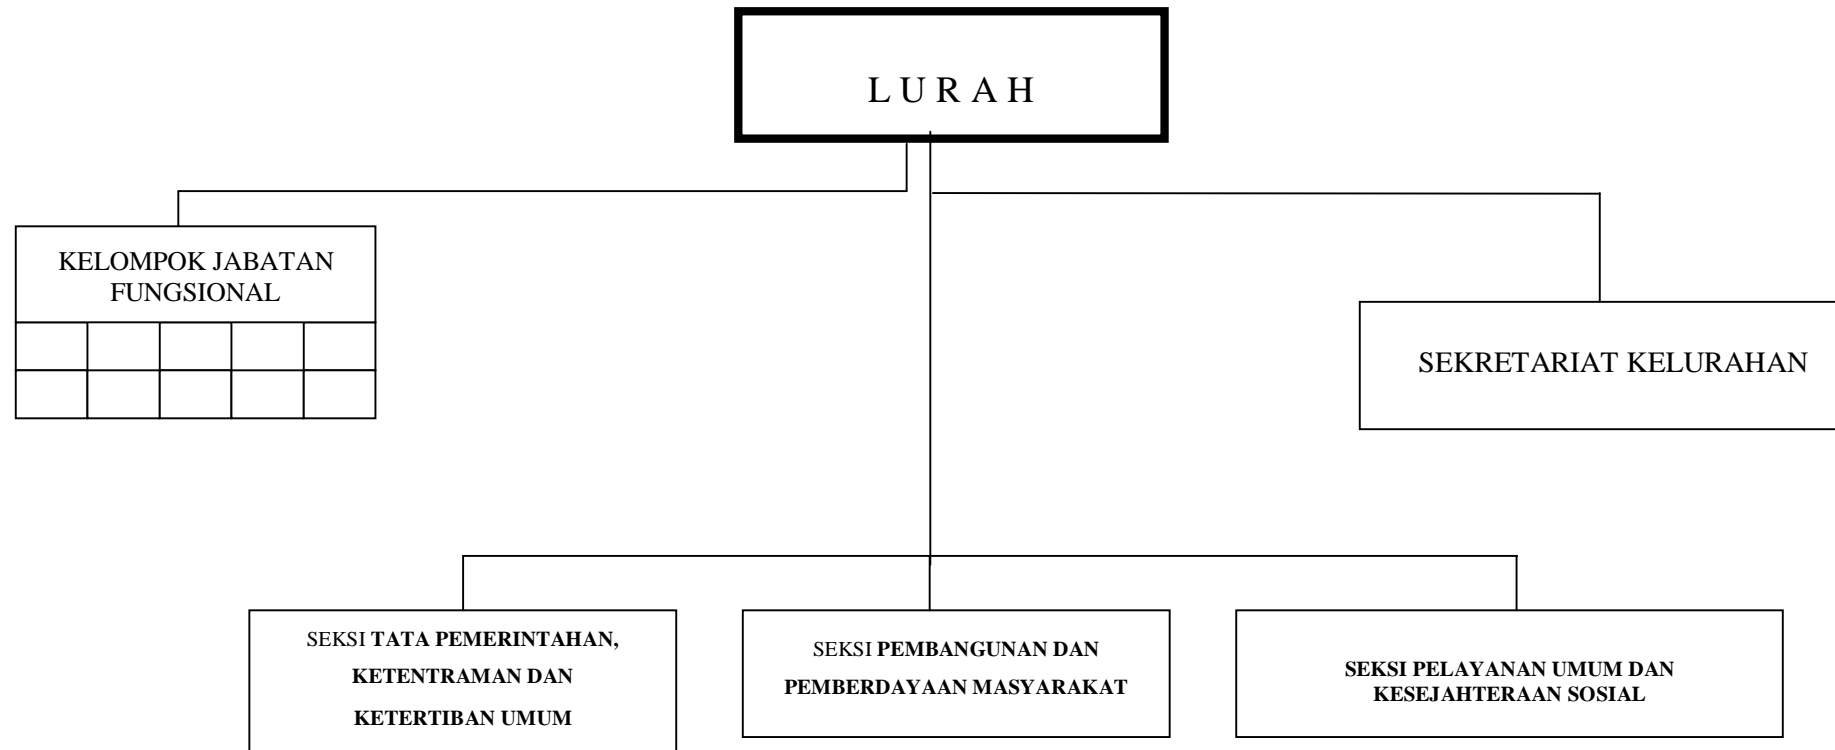 L U R A H
KELOMPOK JABATAN
FUNGSIONAL
SEKRETARIAT KELURAHAN
SEKSI TATA PEMERINTAHAN,
KETENTRAMAN DAN
KETERTIBAN UMUM
SEKSI PEMBANGUNAN DAN
PEMBERDAYAAN MASYARAKAT
SEKSI PELAYANAN UMUM DAN
KESEJAHTERAAN SOSIAL